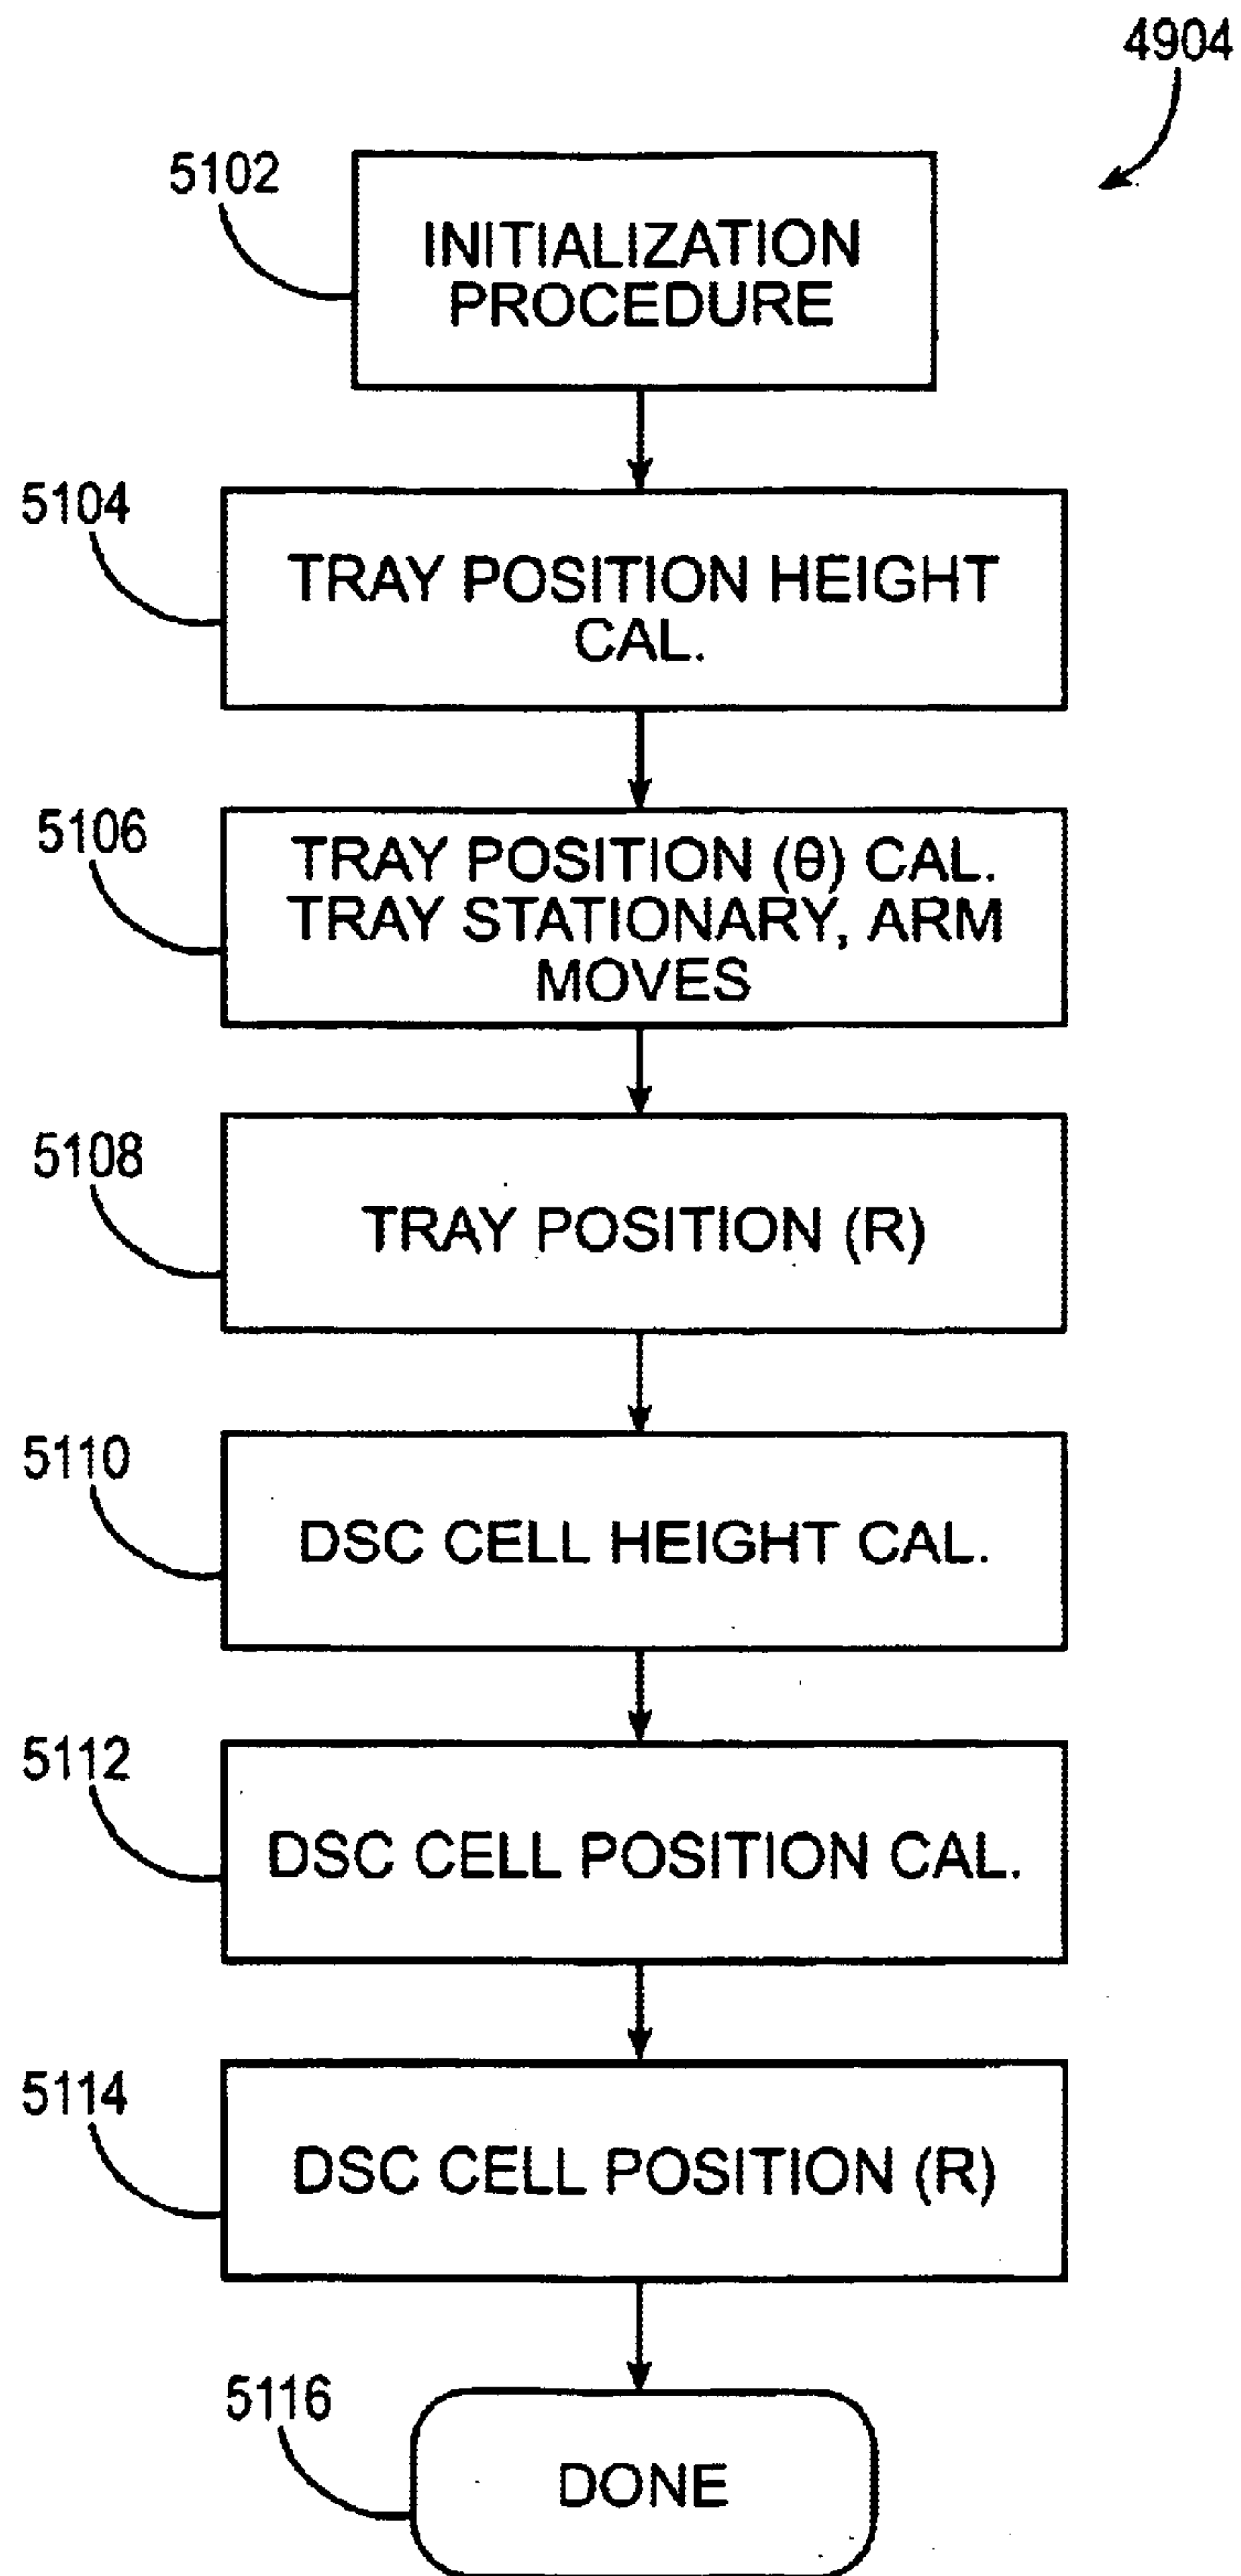 4904
5102
INITIALIZATION
PROCEDURE
5104
TRAY POSITION HEIGHT
CAL.
5106
TRAY POSITION (θ) CAL.
TRAY STATIONARY, ARM
MOVES
5108
TRAY POSITION (R)
5110
DSC CELL HEIGHT CAL.
5112
DSC CELL POSITION CAL.
5114
DSC CELL POSITION (R)
5116
DONE